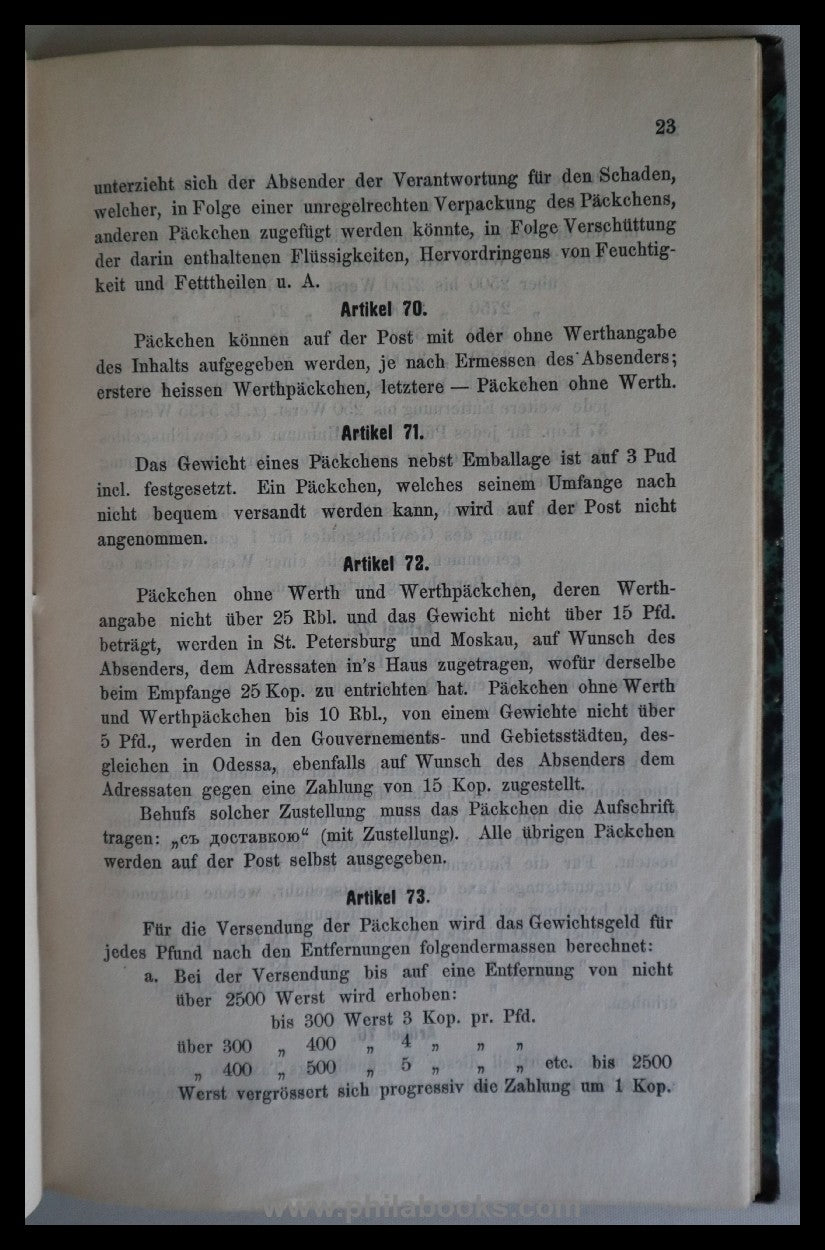 23
unterzieht sich der Absender der Verantwortung für den Schaden,
welcher, in Folge einer unregelrechten Verpackung des Päckchens,
anderen Päckchen zugefügt werden könnte, in Folge Verschüttung
der darin enthaltenen Flüssigkeiten, Hervordringens von Feuchtig-
keit und Fetttheilen u. A.
Artikel 70.
Päckchen können auf der Post mit oder ohne Werthangabe
des Inhalts aufgegeben werden, je nach Ermessen des Absenders;
erstere heissen Werthpäckchen, letztere — Päckchen ohne Werth.
Artikel 71.
Das Gewicht eines Päckchens nebst Emballage ist auf 3 Pud
incl. festgesetzt. Ein Päckchen, welches seinem Umfange nach
nicht bequem versandt werden kann, wird auf der Post nicht
angenommen.
Artikel 72.
Päckchen ohne Werth und Werthpäckchen, deren Werth-
angabe nicht über 25 Rbl. und das Gewicht nicht über 15 Pfd.
beträgt, werden in St. Petersburg und Moskau, auf Wunsch des
Absenders, dem Adressaten in's Haus zugetragen, wofür derselbe
beim Empfange 25 Kop. zu entrichten hat. Päckchen ohne Werth
und Werthpäckchen bis 10 Rbl., von einem Gewichte nicht über
5 Pfd., werden in den Gouvernements- und Gebietsstädten, des-
gleichen in Odessa, ebenfalls auf Wunsch des Absenders dem
Adressaten gegen eine Zahlung von 15 Kop. zugestellt.
Behufs solcher Zustellung muss das Päckchen die Aufschrift
tragen: „съ доставкою“ (mit Zustellung). Alle übrigen Päckchen
werden auf der Post selbst ausgegeben.
Artikel 73.
Für die Versendung der Päckchen wird das Gewichtsgeld für
jedes Pfund nach den Entfernungen folgendermassen berechnet:
a. Bei der Versendung bis auf eine Entfernung von nicht
über 2500 Werst wird erhoben:
bis 300 Werst 3 Kop. pr. Pfd.
über 300 „ 400 „ 4 „ „ „
„ 400 „ 500 „ 5 „ „ „ etc. bis 2500
Werst vergrössert sich progressiv die Zahlung um 1 Kop.
www.philabooks.com